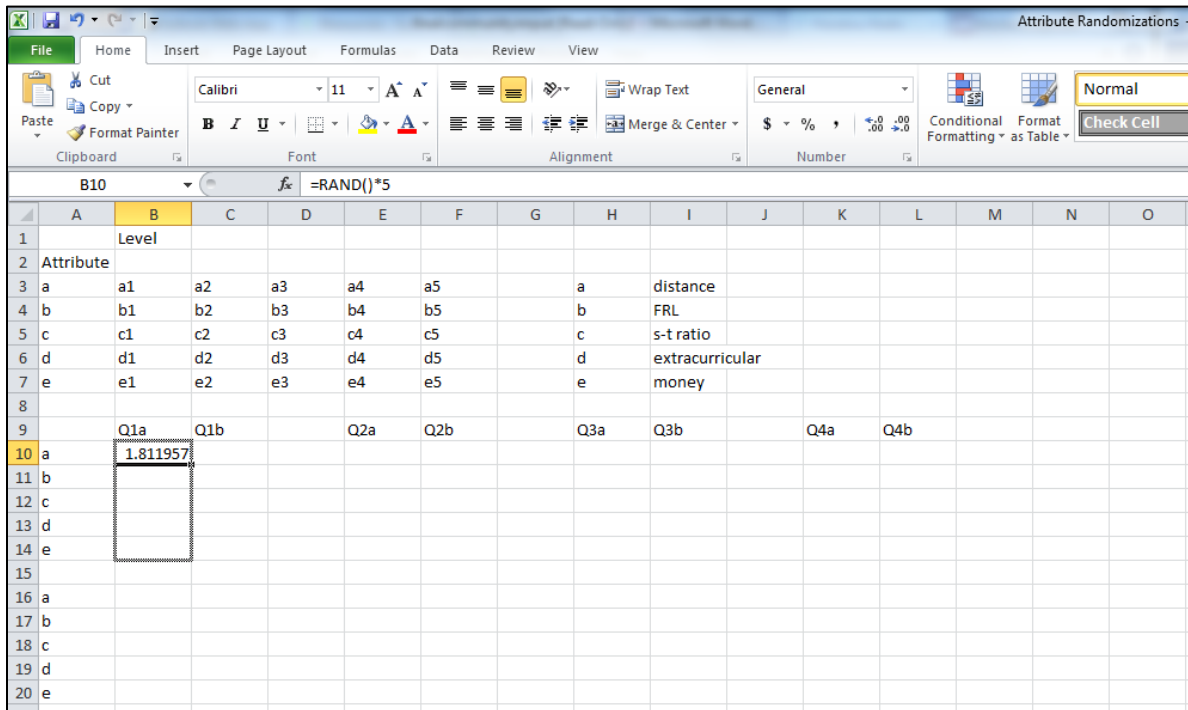 Attribute Randomizations -
File Home Insert Page Layout Formulas Data Review View
Cut
Copy
Paste
Format Painter
Clipboard
Calibri 11 A A
B I U A
Font
Wrap Text
Merge & Center
Alignment
General
$ % , .0 .00 .00 .0
Number
Conditional Formatting
Format as Table
Normal
Check Cell
B10 fx =RAND()*5
A B C D E F G H I J K L M N O
1 Level
2 Attribute
3 a a1 a2 a3 a4 a5 a distance
4 b b1 b2 b3 b4 b5 b FRL
5 c c1 c2 c3 c4 c5 c s-t ratio
6 d d1 d2 d3 d4 d5 d extracurricular
7 e e1 e2 e3 e4 e5 e money
8
9 Q1a Q1b Q2a Q2b Q3a Q3b Q4a Q4b
10 a 1.811957
11 b
12 c
13 d
14 e
15
16 a
17 b
18 c
19 d
20 e